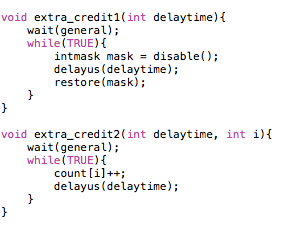 void extra_credit1(int delaytime){
    wait(general);
    while(TRUE){
        intmask mask = disable();
        delayus(delaytime);
        restore(mask);
    }
}

void extra_credit2(int delaytime, int i){
    wait(general);
    while(TRUE){
        count[i]++;
        delayus(delaytime);
    }
}